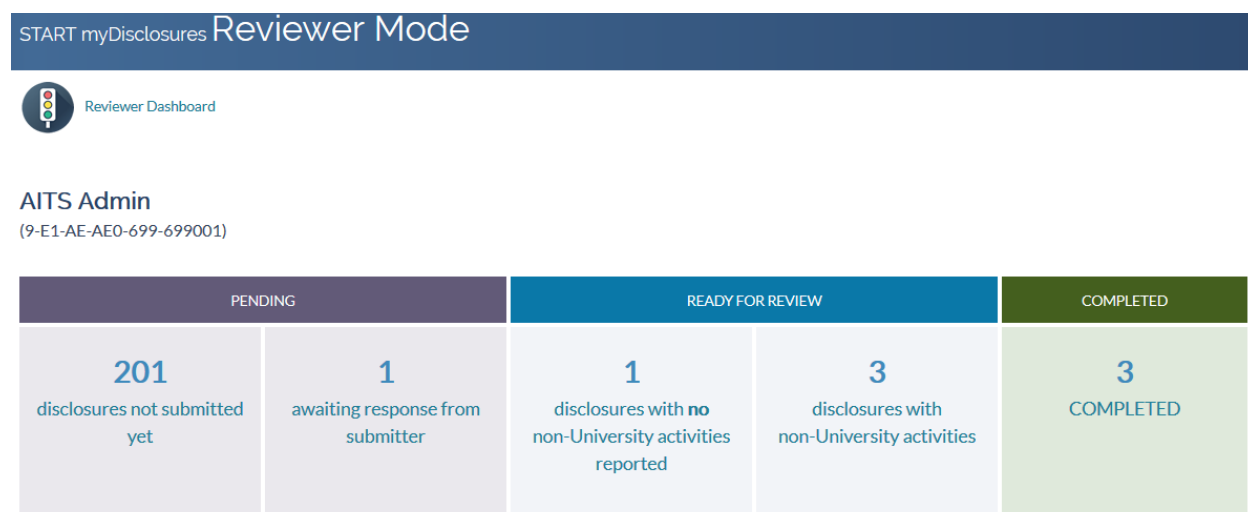 START myDisclosures Reviewer Mode
Reviewer Dashboard
AITS Admin
(9-E1-AE-AE0-699-699001)
PENDING
READY FOR REVIEW
COMPLETED
201
disclosures not submitted
yet
1
awaiting response from
submitter
1
disclosures with no
non-University activities
reported
3
disclosures with
non-University activities
3
COMPLETED